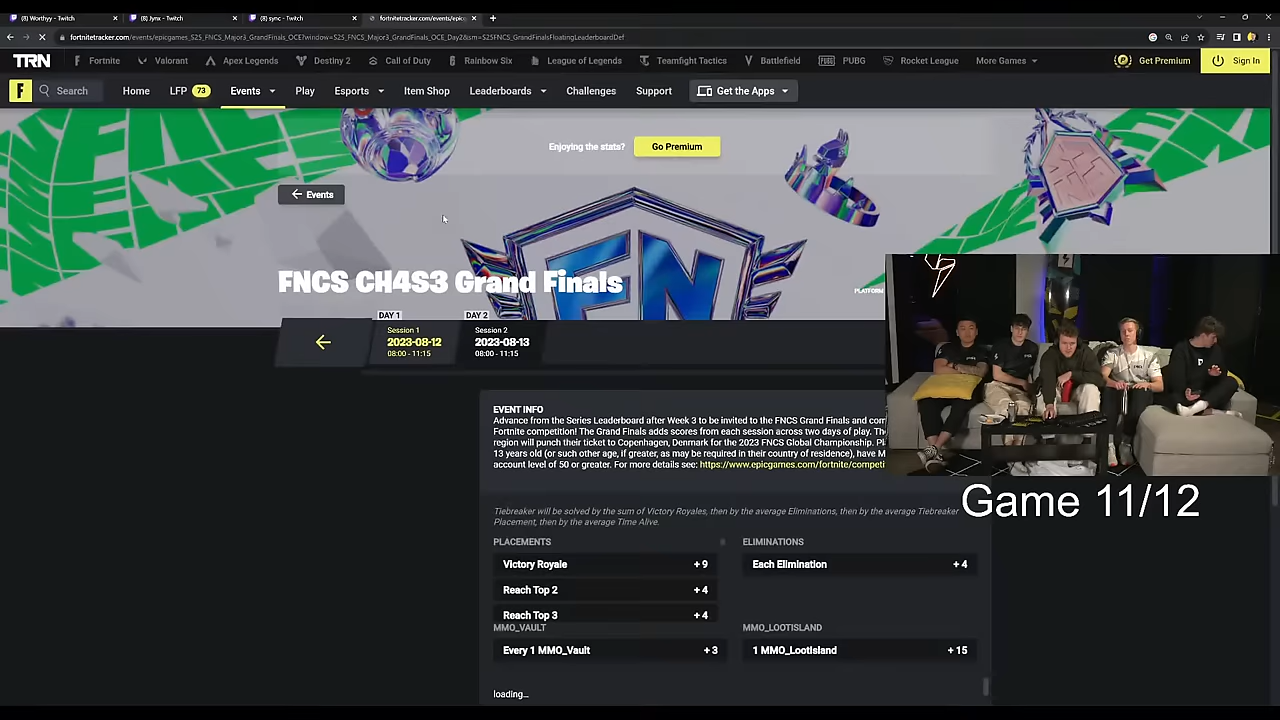 (8) Worthyy - Twitch
(8) Jynx - Twitch
(8) sync - Twitch
fortnitetracker.com/events/epicg
fortnitetracker.com/events/epicgames_S25_FNCS_Major3_GrandFinals_OCE?window=S25_FNCS_Major3_GrandFinals_OCE_Day2&sm=S25FNCS_GrandFinalsFloatingLeaderboardDef
TRN
Fortnite
Valorant
Apex Legends
Destiny 2
Call of Duty
Rainbow Six
League of Legends
Teamfight Tactics
Battlefield
PUBG
Rocket League
More Games
Get Premium
Sign In
F
Search
Home
LFP 73
Events
Play
Esports
Item Shop
Leaderboards
Challenges
Support
Get the Apps
Enjoying the stats?
Go Premium
Events
FN
FNCS CH4S3 Grand Finals
PLATFORM
DAY 1
Session 1
2023-08-12
08:00 - 11:15
DAY 2
Session 2
2023-08-13
08:00 - 11:15
EVENT INFO
Advance from the Series Leaderboard after Week 3 to be invited to the FNCS Grand Finals and com
Fortnite competition! The Grand Finals adds scores from each session across two days of play. Th
region will punch their ticket to Copenhagen, Denmark for the 2023 FNCS Global Championship. Pl
13 years old (or such other age, if greater, as may be required in their country of residence), have M
account level of 50 or greater. For more details see: https://www.epicgames.com/fortnite/competi
Game 11/12
Tiebreaker will be solved by the sum of Victory Royales, then by the average Eliminations, then by the average Tiebreaker
Placement, then by the average Time Alive.
PLACEMENTS
Victory Royale +9
Reach Top 2 +4
Reach Top 3 +4
ELIMINATIONS
Each Elimination +4
MMO_VAULT
Every 1 MMO_Vault +3
MMO_LOOTISLAND
1 MMO_LootIsland +15
loading...